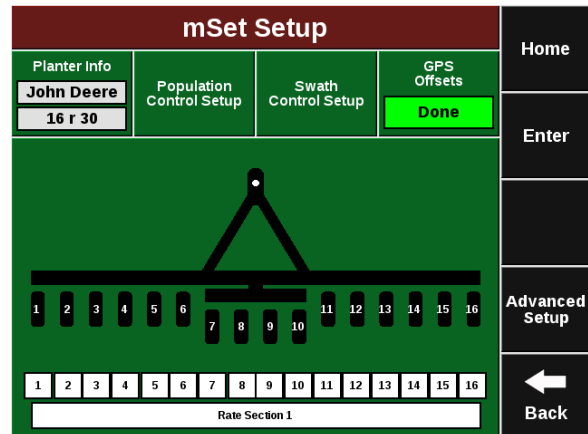 mSet Setup
Home
Planter Info
John Deere
16 r 30
Population
Control Setup
Swath
Control Setup
GPS
Offsets
Done
Enter
1 2 3 4 5 6 7 8 9 10 11 12 13 14 15 16
Advanced
Setup
1 2 3 4 5 6 7 8 9 10 11 12 13 14 15 16
Rate Section 1
Back